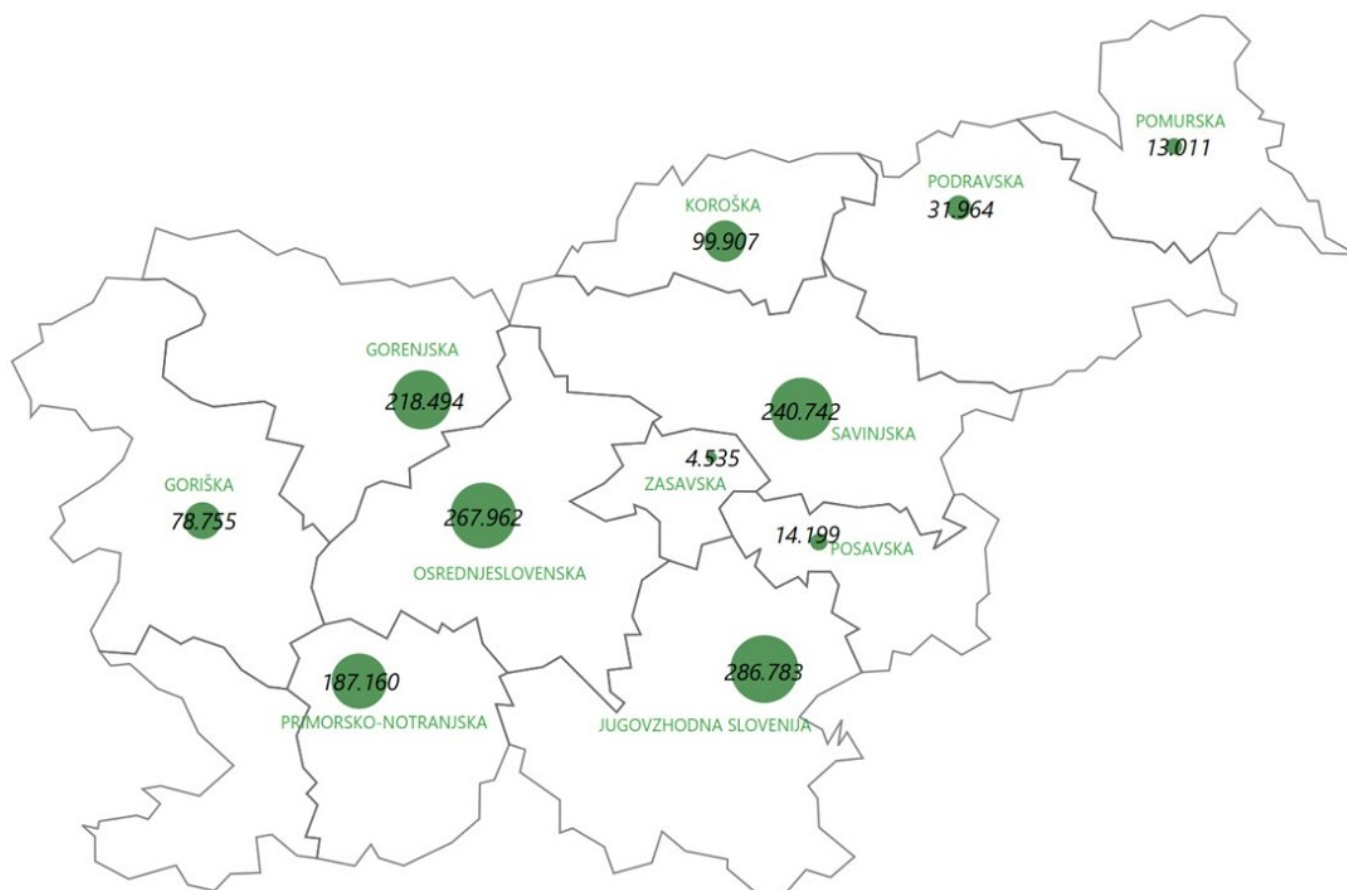 POMURSKA
13.011
PODRAVSKA
31.964
KOROŠKA
99.907
GORENJSKA
218.494
240.742
SAVINJSKA
4.535
ZASAVSKA
GORIŠKA
78.755
267.962
OSREDNJESLOVENSKA
14.199
POSAVSKA
187.160
PRIMORSKO-NOTRANJSKA
286.783
JUGOVZHODNA SLOVENIJA